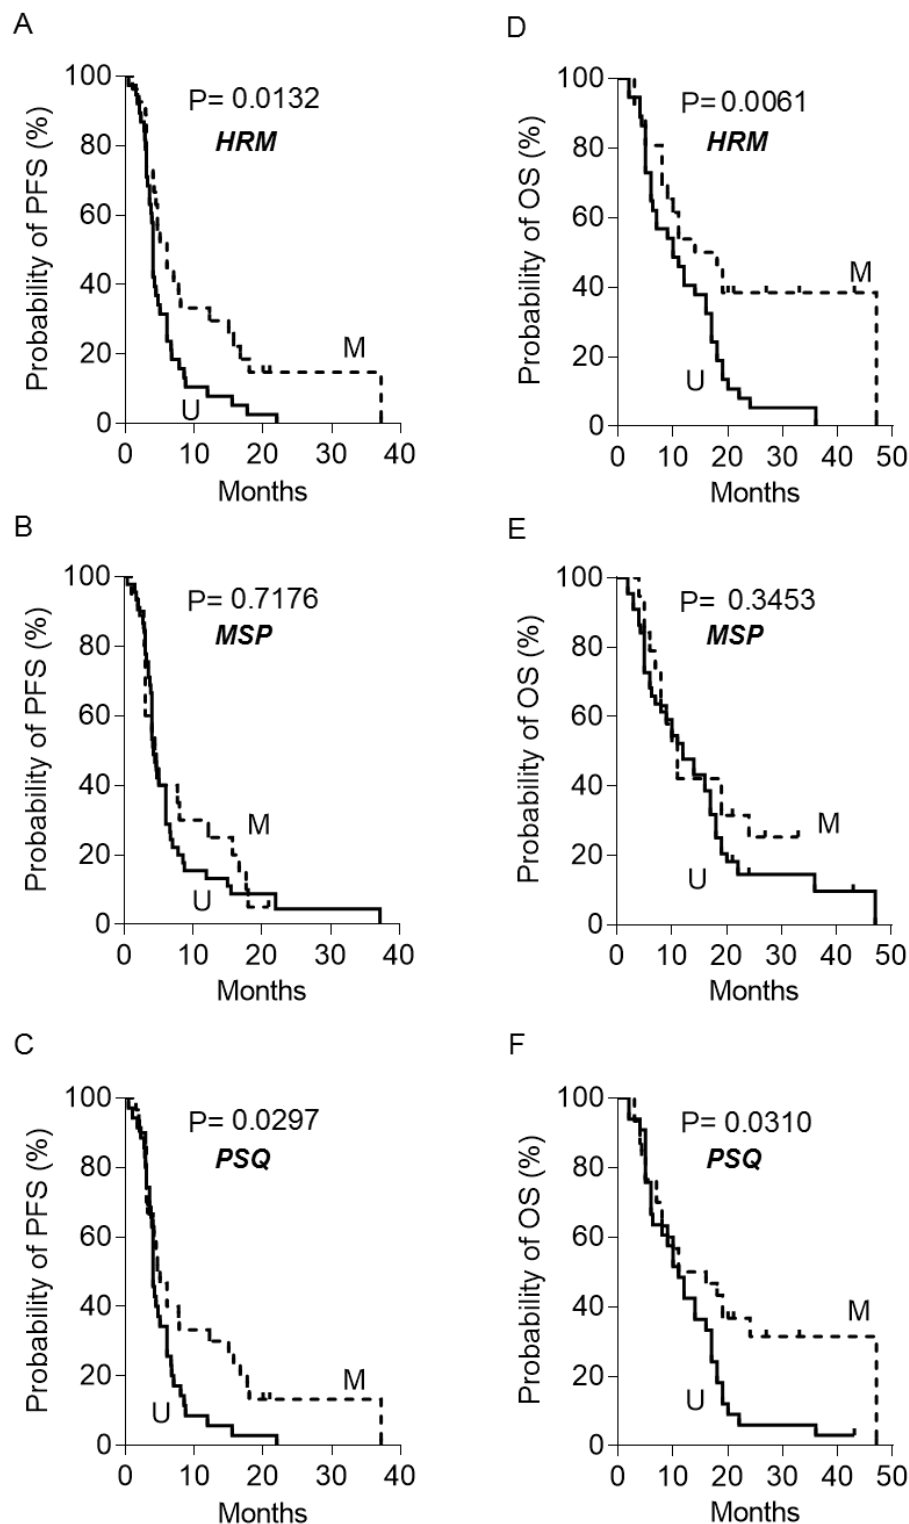 A
Probability of PFS (%)
100
80
60
40
20
0
P= 0.0132
HRM
M
U
0 10 20 30 40
Months
D
Probability of OS (%)
100
80
60
40
20
0
P= 0.0061
HRM
M
U
0 10 20 30 40 50
Months
B
Probability of PFS (%)
100
80
60
40
20
0
P= 0.7176
MSP
M
U
0 10 20 30 40
Months
E
Probability of OS (%)
100
80
60
40
20
0
P= 0.3453
MSP
M
U
0 10 20 30 40 50
Months
C
Probability of PFS (%)
100
80
60
40
20
0
P= 0.0297
PSQ
M
U
0 10 20 30 40
Months
F
Probability of OS (%)
100
80
60
40
20
0
P= 0.0310
PSQ
M
U
0 10 20 30 40 50
Months